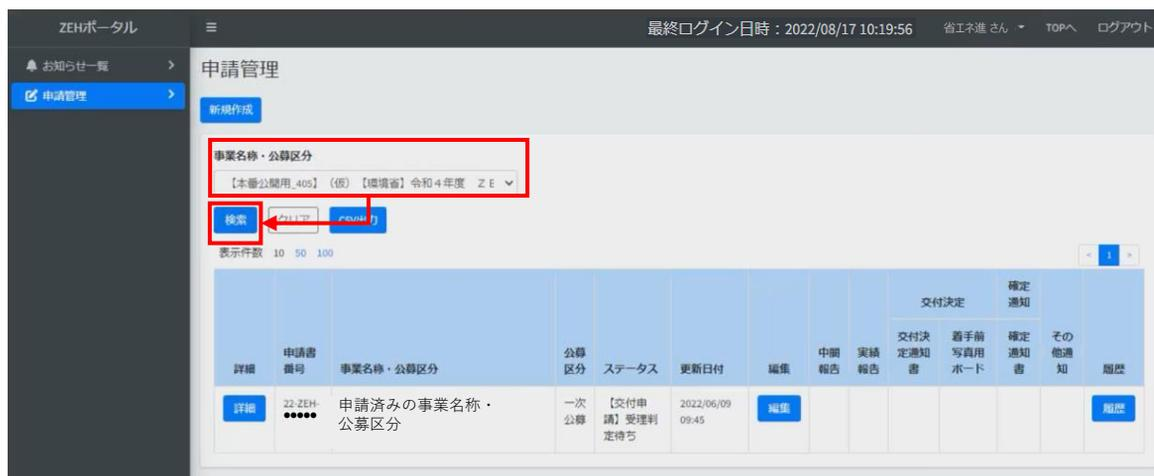 ZEHポータル
最終ログイン日時：2022/08/17 10:19:56 省エネ進 さん TOPへ ログアウト
お知らせ一覧
申請管理
申請管理
新規作成
事業名称・公募区分
【本番公開用_405】（仮）【環境省】令和４年度 ＺＥ
検索 クリア CSV出力
表示件数 10 50 100
< 1 >
交付決定 確定通知
詳細 申請書番号 事業名称・公募区分 公募区分 ステータス 更新日付 編集 中間報告 実績報告 交付決定通知書 着手前写真用ボード 確定通知書 その他通知 履歴
詳細 22-ZEH-●●●●● 申請済みの事業名称・公募区分 一次公募 【交付申請】受理判定待ち 2022/06/09 09:45 編集 履歴